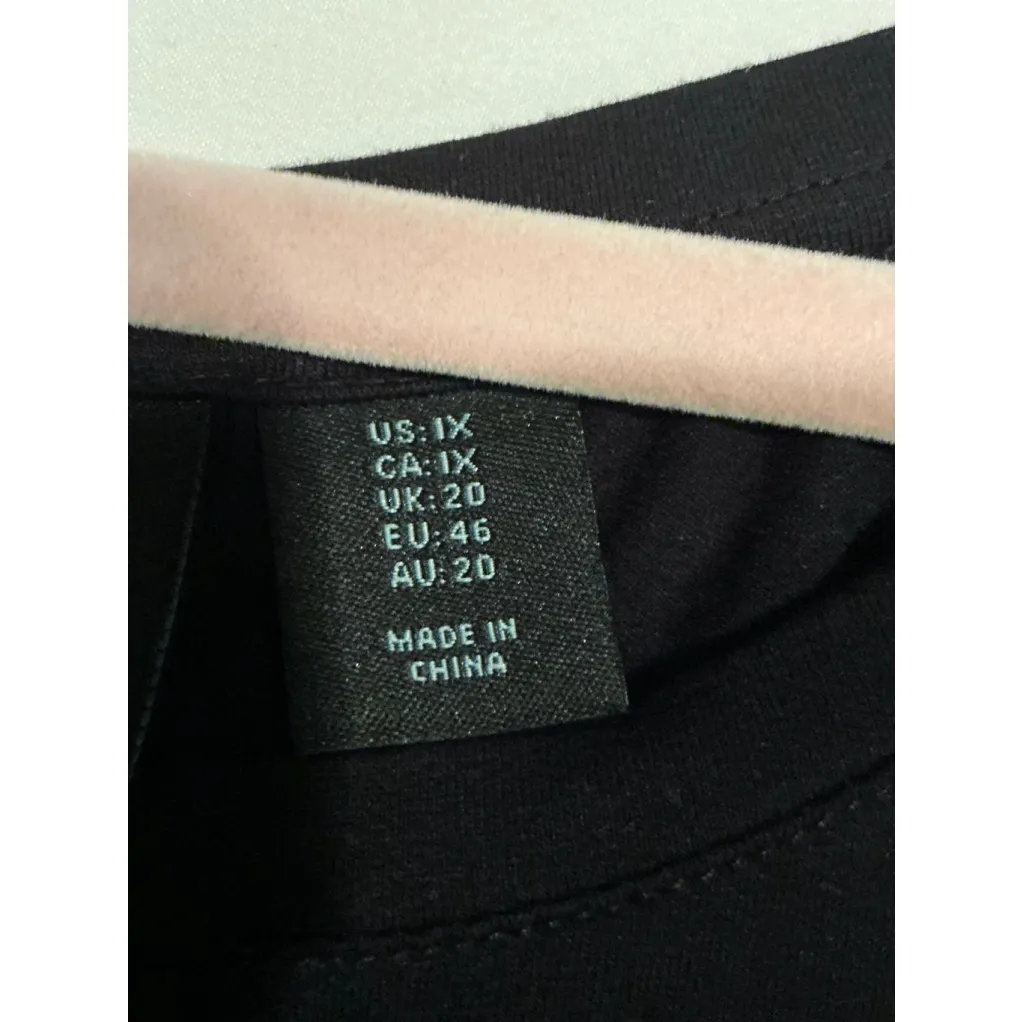 US: 1X
CA: 1X
UK: 20
EU: 46
AU: 20
MADE IN
CHINA